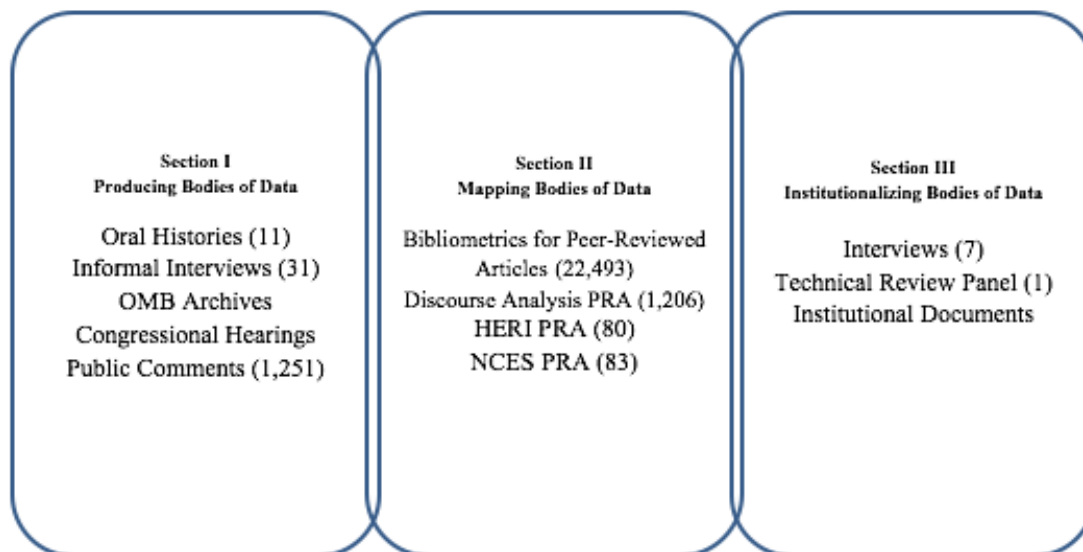 Section I
Producing Bodies of Data
Oral Histories (11)
Informal Interviews (31)
OMB Archives
Congressional Hearings
Public Comments (1,251)
Section II
Mapping Bodies of Data
Bibliometrics for Peer-Reviewed
Articles (22,493)
Discourse Analysis PRA (1,206)
HERI PRA (80)
NCES PRA (83)
Section III
Institutionalizing Bodies of Data
Interviews (7)
Technical Review Panel (1)
Institutional Documents